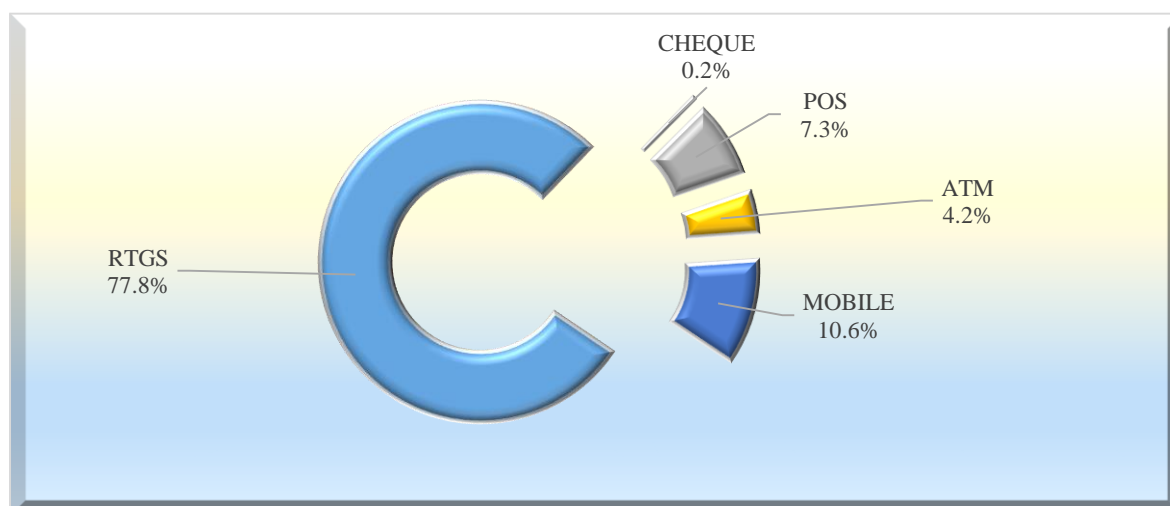 CHEQUE
0.2%
POS
7.3%
ATM
4.2%
RTGS
77.8%
MOBILE
10.6%